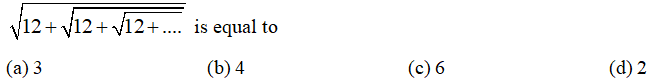 √12+√12+√12+.... is equal to
(a) 3 (b) 4 (c) 6 (d) 2